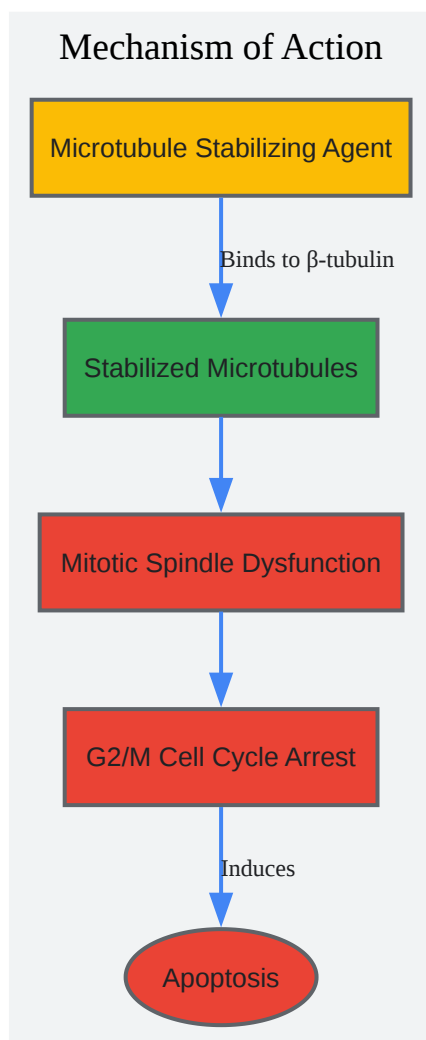 Mechanism of Action
Microtubule Stabilizing Agent
Binds to β-tubulin
Stabilized Microtubules
Mitotic Spindle Dysfunction
G2/M Cell Cycle Arrest
Induces
Apoptosis